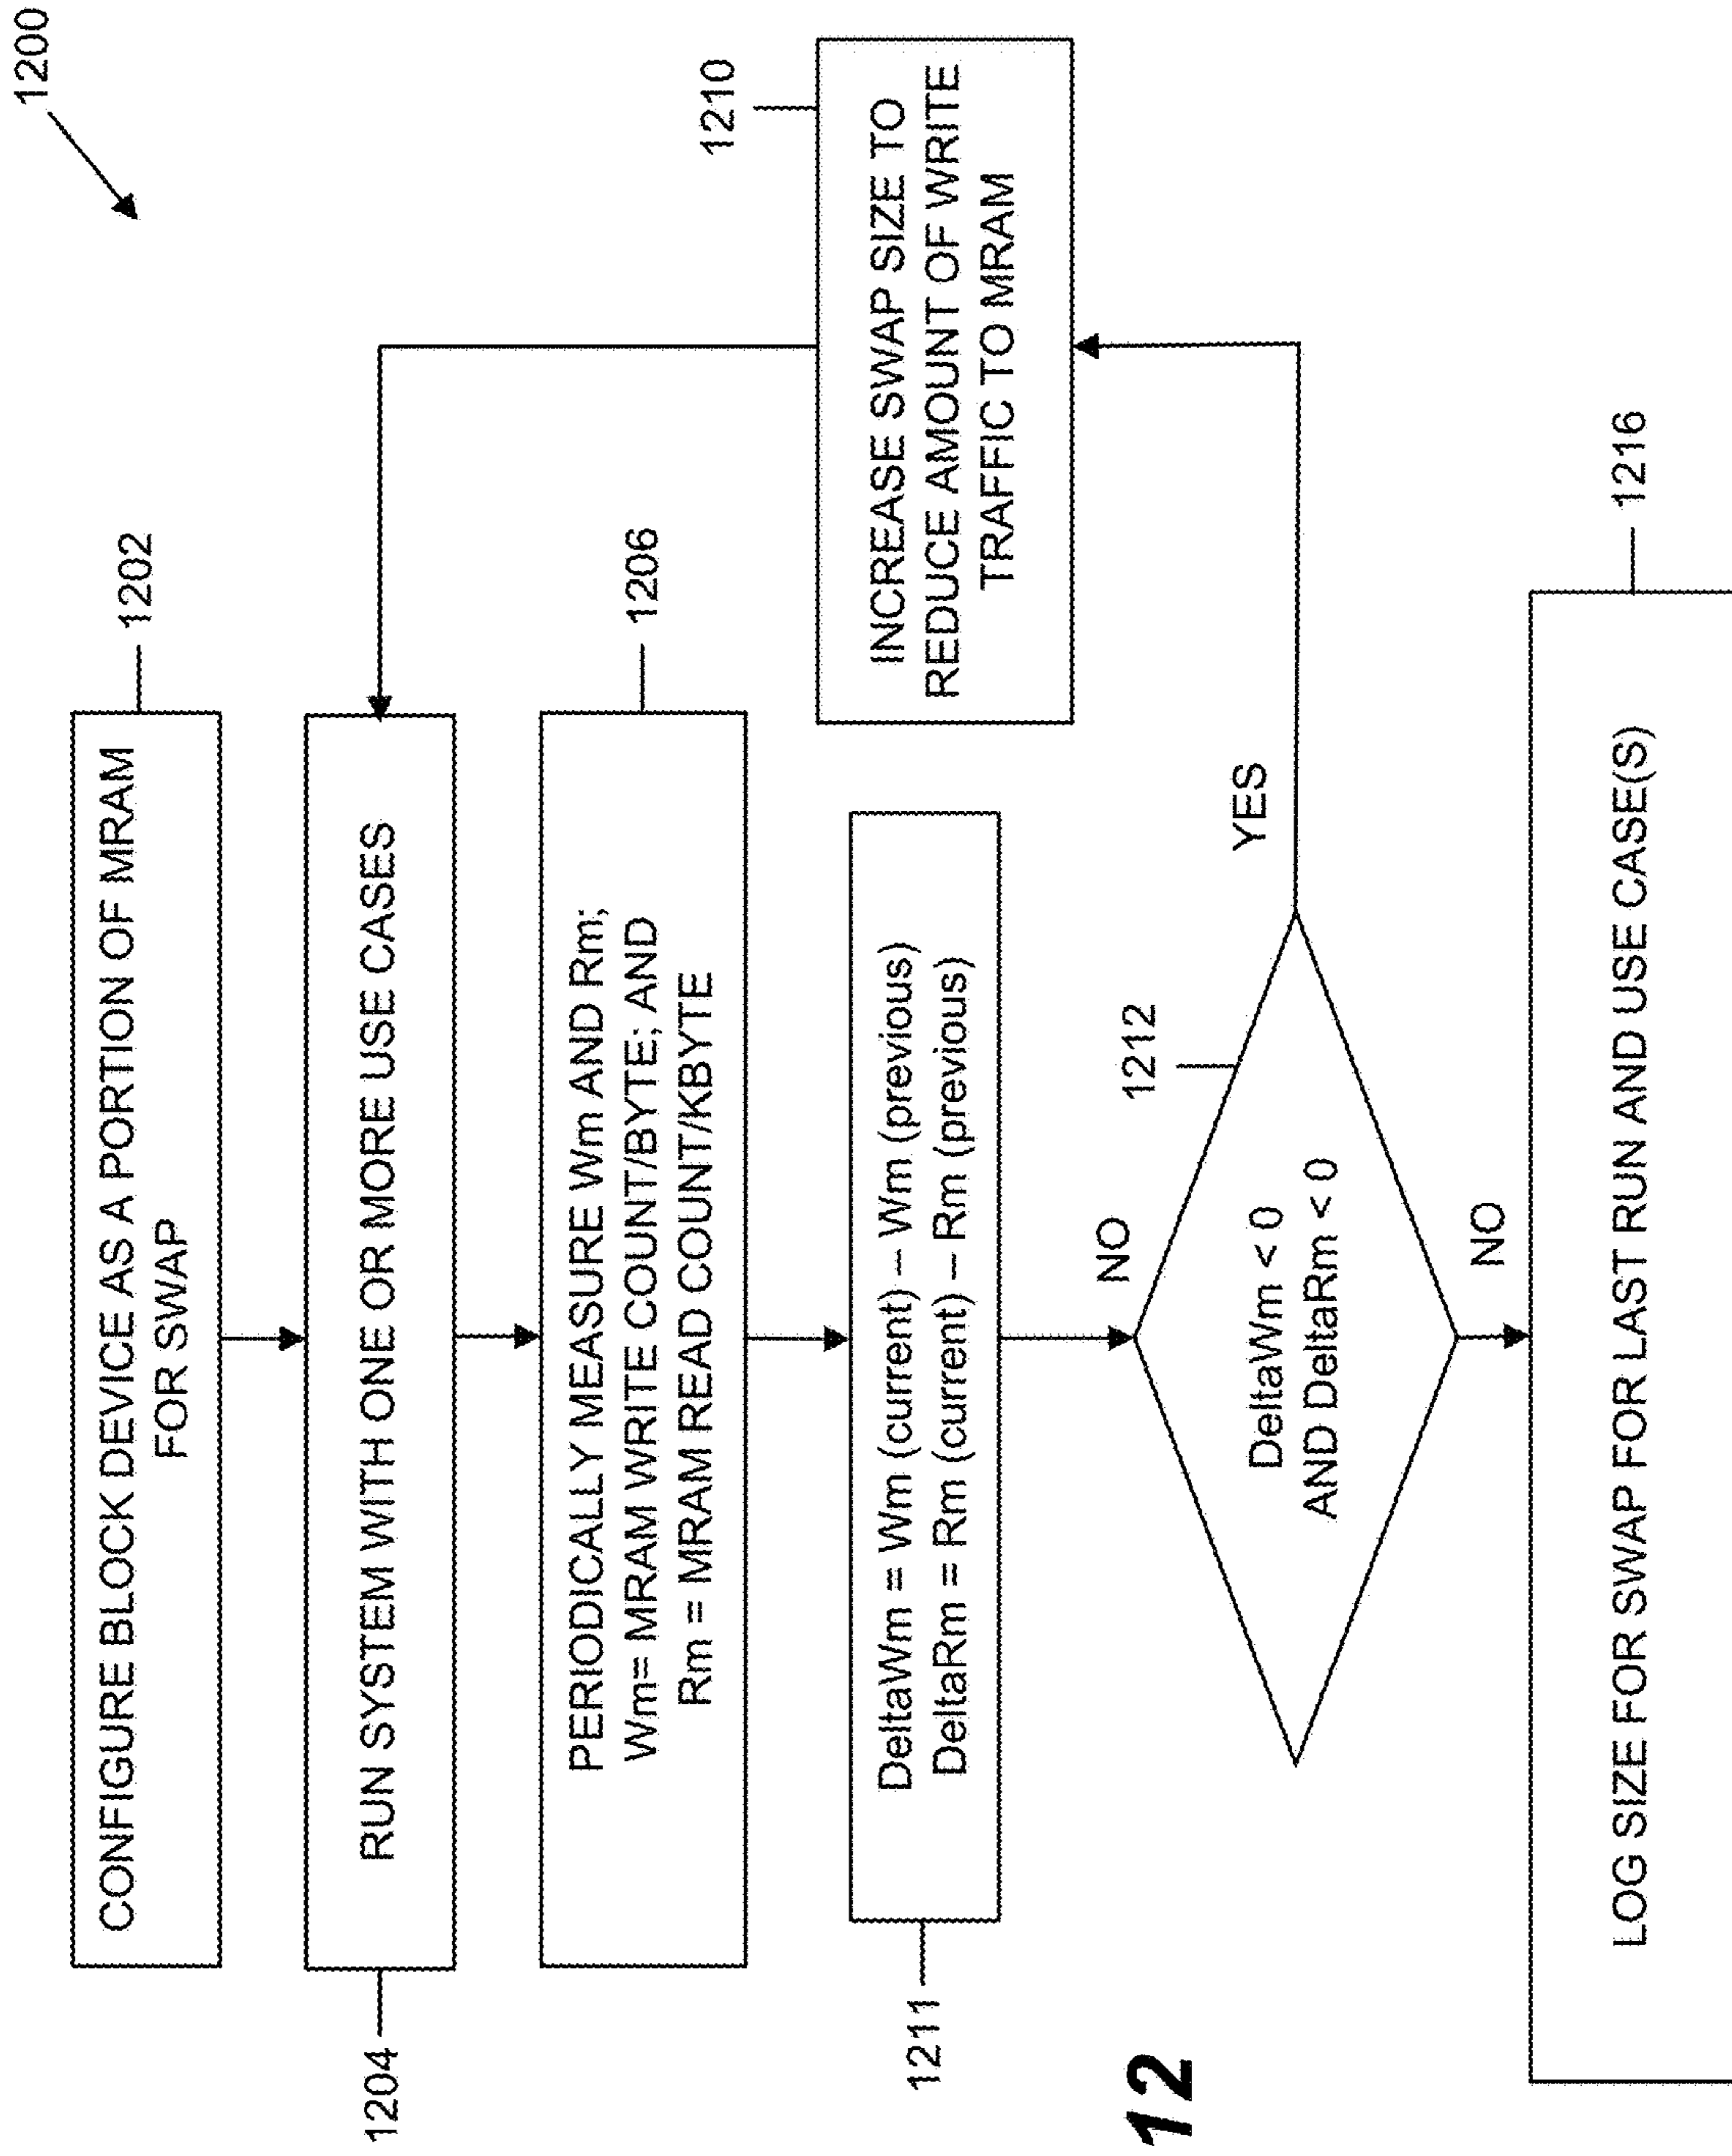 1200
CONFIGURE BLOCK DEVICE AS A PORTION OF MRAM
FOR SWAP
1202
RUN SYSTEM WITH ONE OR MORE USE CASES
1204
PERIODICALLY MEASURE Wm AND Rm;
Wm= MRAM WRITE COUNT/BYTE; AND
Rm = MRAM READ COUNT/KBYTE
1206
INCREASE SWAP SIZE TO
REDUCE AMOUNT OF WRITE
TRAFFIC TO MRAM
1210
DeltaWm = Wm (current) – Wm (previous)
DeltaRm = Rm (current) – Rm (previous)
1211
NO
1212
DeltaWm < 0
AND DeltaRm < 0
YES
NO
12
LOG SIZE FOR SWAP FOR LAST RUN AND USE CASE(S)
1216